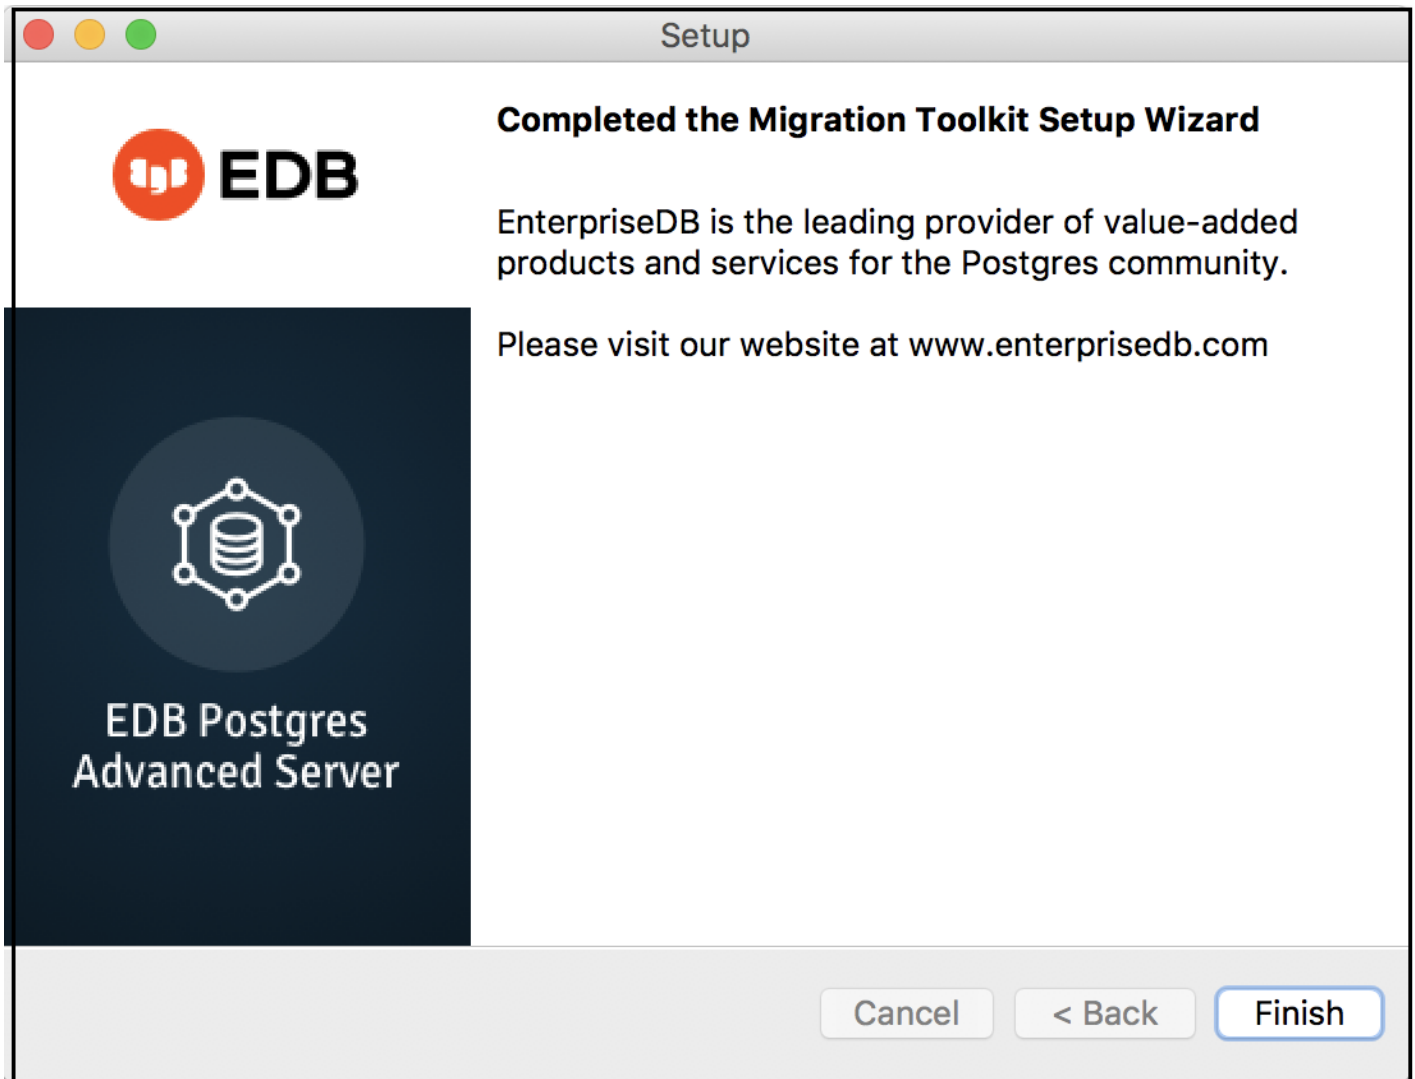 Setup
EDB
Completed the Migration Toolkit Setup Wizard
EnterpriseDB is the leading provider of value-added
products and services for the Postgres community.
Please visit our website at www.enterprisedb.com
EDB Postgres
Advanced Server
Cancel
< Back
Finish